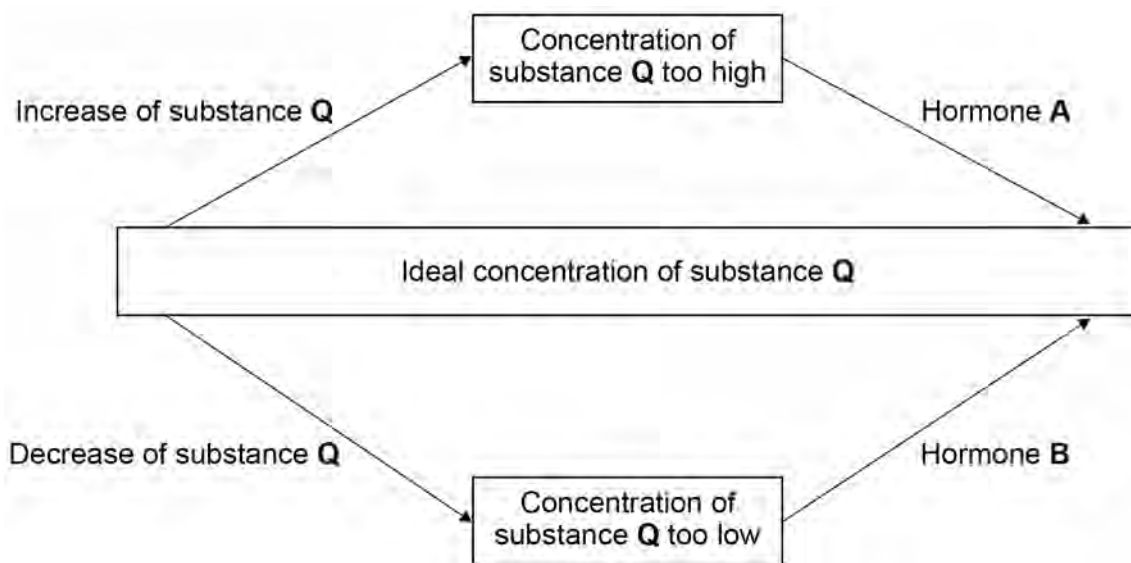 Concentration of
substance Q too high
Increase of substance Q
Hormone A
Ideal concentration of substance Q
Decrease of substance Q
Hormone B
Concentration of
substance Q too low